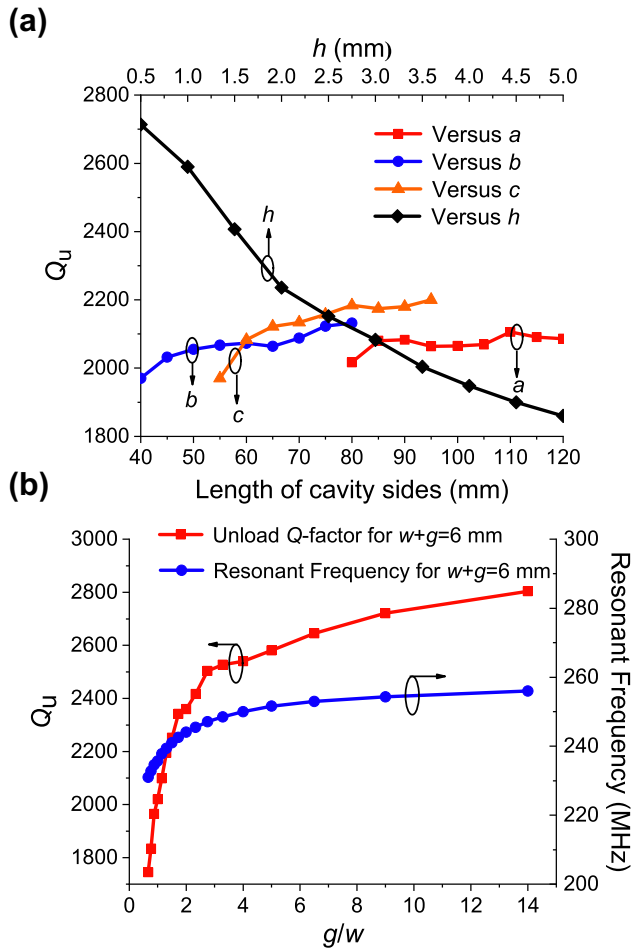 (a)
h (mm)
0.5 1.0 1.5 2.0 2.5 3.0 3.5 4.0 4.5 5.0
2800
2600
2400
2200
2000
1800
Qu
Versus a
Versus b
Versus c
Versus h
h
b
c
a
40 50 60 70 80 90 100 110 120
Length of cavity sides (mm)
(b)
3000
2800
2600
2400
2200
2000
1800
Qu
Unload Q-factor for w+g=6 mm
Resonant Frequency for w+g=6 mm
300
280
260
240
220
200
Resonant Frequency (MHz)
0 2 4 6 8 10 12 14
g/w